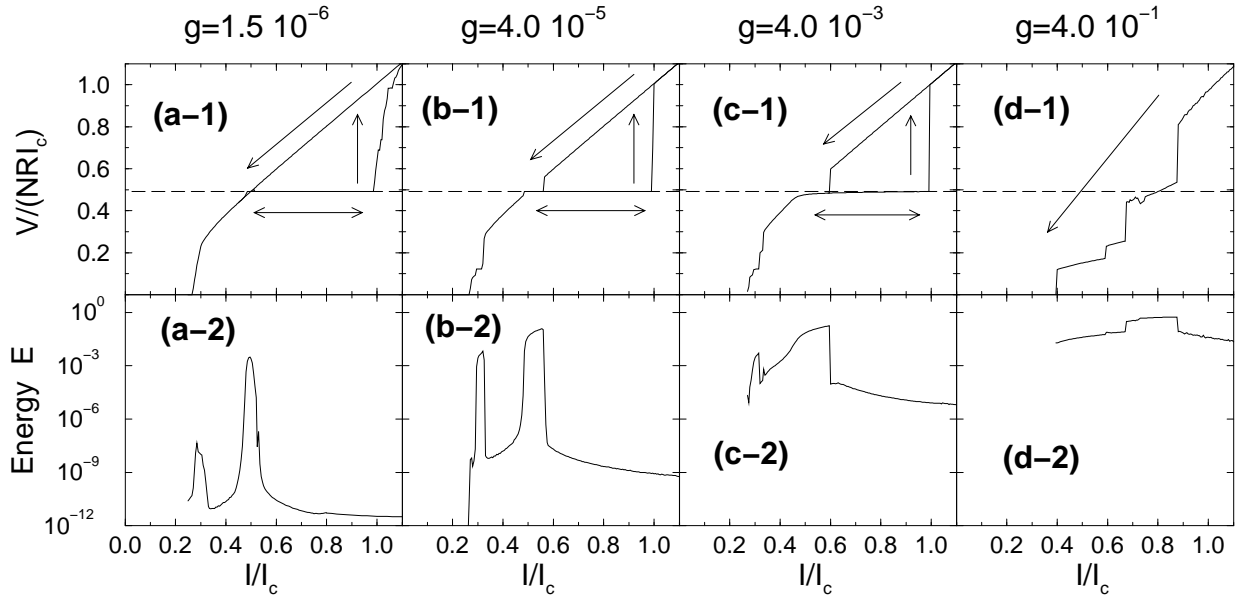 g=1.5 10⁻⁶ g=4.0 10⁻⁵ g=4.0 10⁻³ g=4.0 10⁻¹
V/(NRI_c)
1.0
0.8
0.6
0.4
0.2
(a−1) (b−1) (c−1) (d−1)
Energy E
10⁰
10⁻³
10⁻⁶
10⁻⁹
10⁻¹²
(a−2) (b−2) (c−2) (d−2)
0.0 0.2 0.4 0.6 0.8 1.0 0.2 0.4 0.6 0.8 1.0 0.2 0.4 0.6 0.8 1.0 0.2 0.4 0.6 0.8 1.0
I/I_c I/I_c I/I_c I/I_c